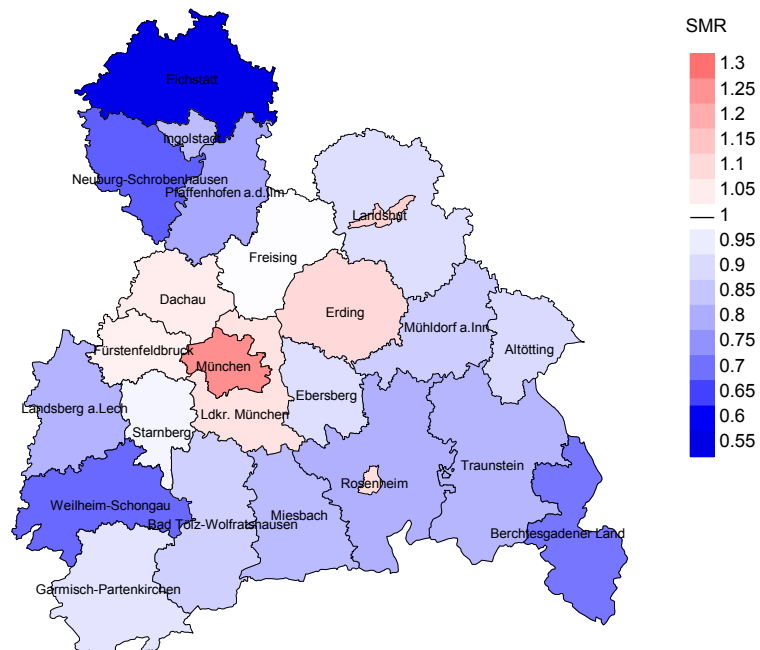 SMR
1.3
1.25
1.2
1.15
1.1
1.05
1
0.95
0.9
0.85
0.8
0.75
0.7
0.65
0.6
0.55
Eichstätt
Ingolstadt
Neuburg-Schrobenhausen
Pfaffenhofen a.d.Ilm
Landshut
Freising
Dachau
Erding
Mühldorf a.Inn
Fürstenfeldbruck
Altötting
München
Ebersberg
Landsberg a.Lech
Ldkr. München
Starnberg
Traunstein
Rosenheim
Weilheim-Schongau
Miesbach
Bad Tölz-Wolfratshausen
Berchtesgadener Land
Garmisch-Partenkirchen